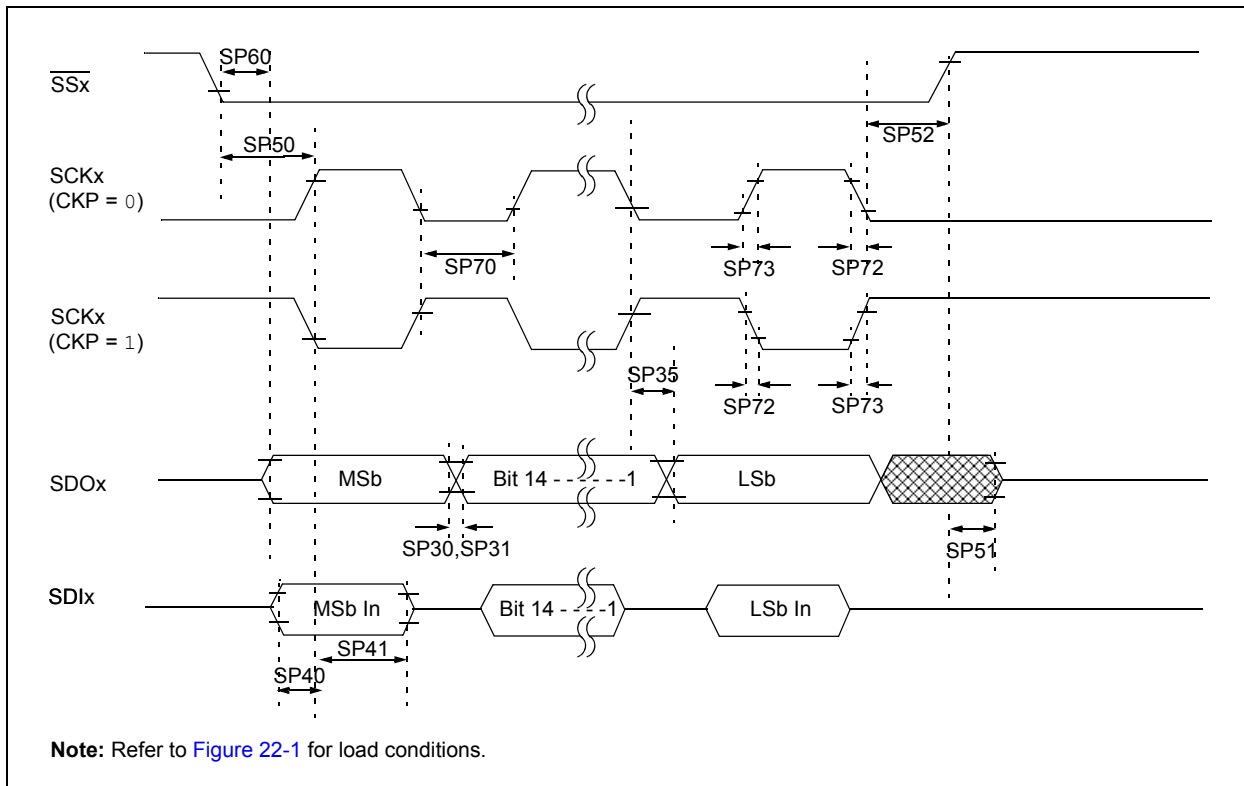 SP60
SSx
SP50
SP52
SCKx
(CKP = 0)
SP70
SP73
SP72
SCKx
(CKP = 1)
SP35
SP72
SP73
SDOx
MSb
Bit 14 - - - - - -1
LSb
SP30,SP31
SP51
SDIx
MSb In
Bit 14 - - - -1
LSb In
SP41
SP40
Note: Refer to Figure 22-1 for load conditions.